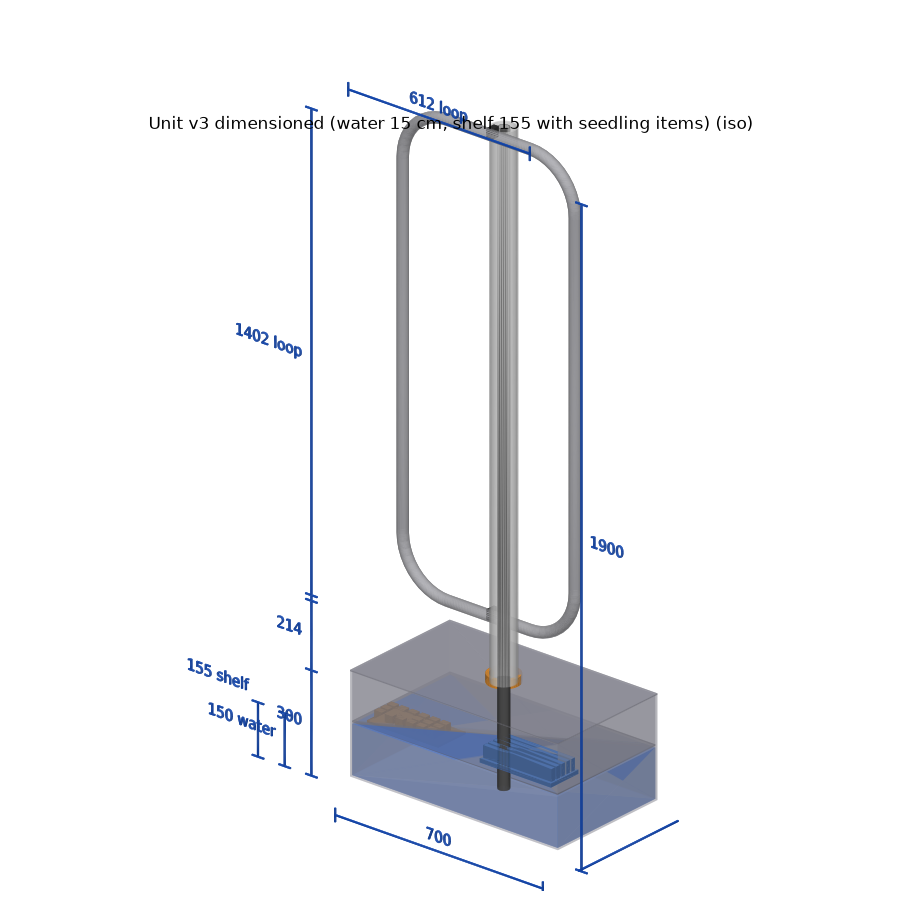 612 loop
Unit v3 dimensioned (water 15 cm, shelf 155 with seedling items) (iso)
1402 loop
1900
214
155 shelf
150 water
700